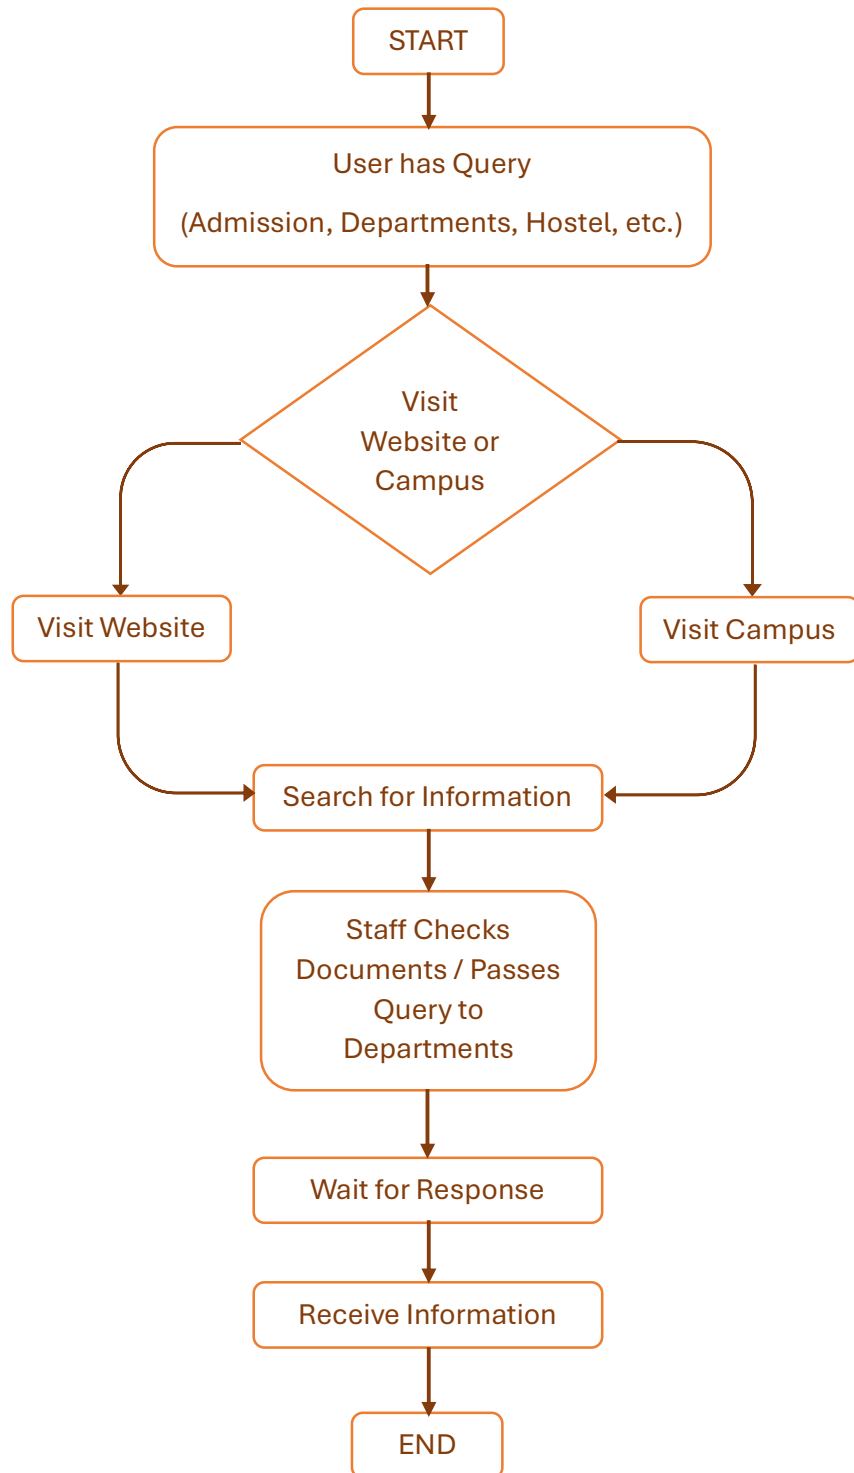 START
User has Query
(Admission, Departments, Hostel, etc.)
Visit
Website or
Campus
Visit Website
Visit Campus
Search for Information
Staff Checks
Documents / Passes
Query to
Departments
Wait for Response
Receive Information
END